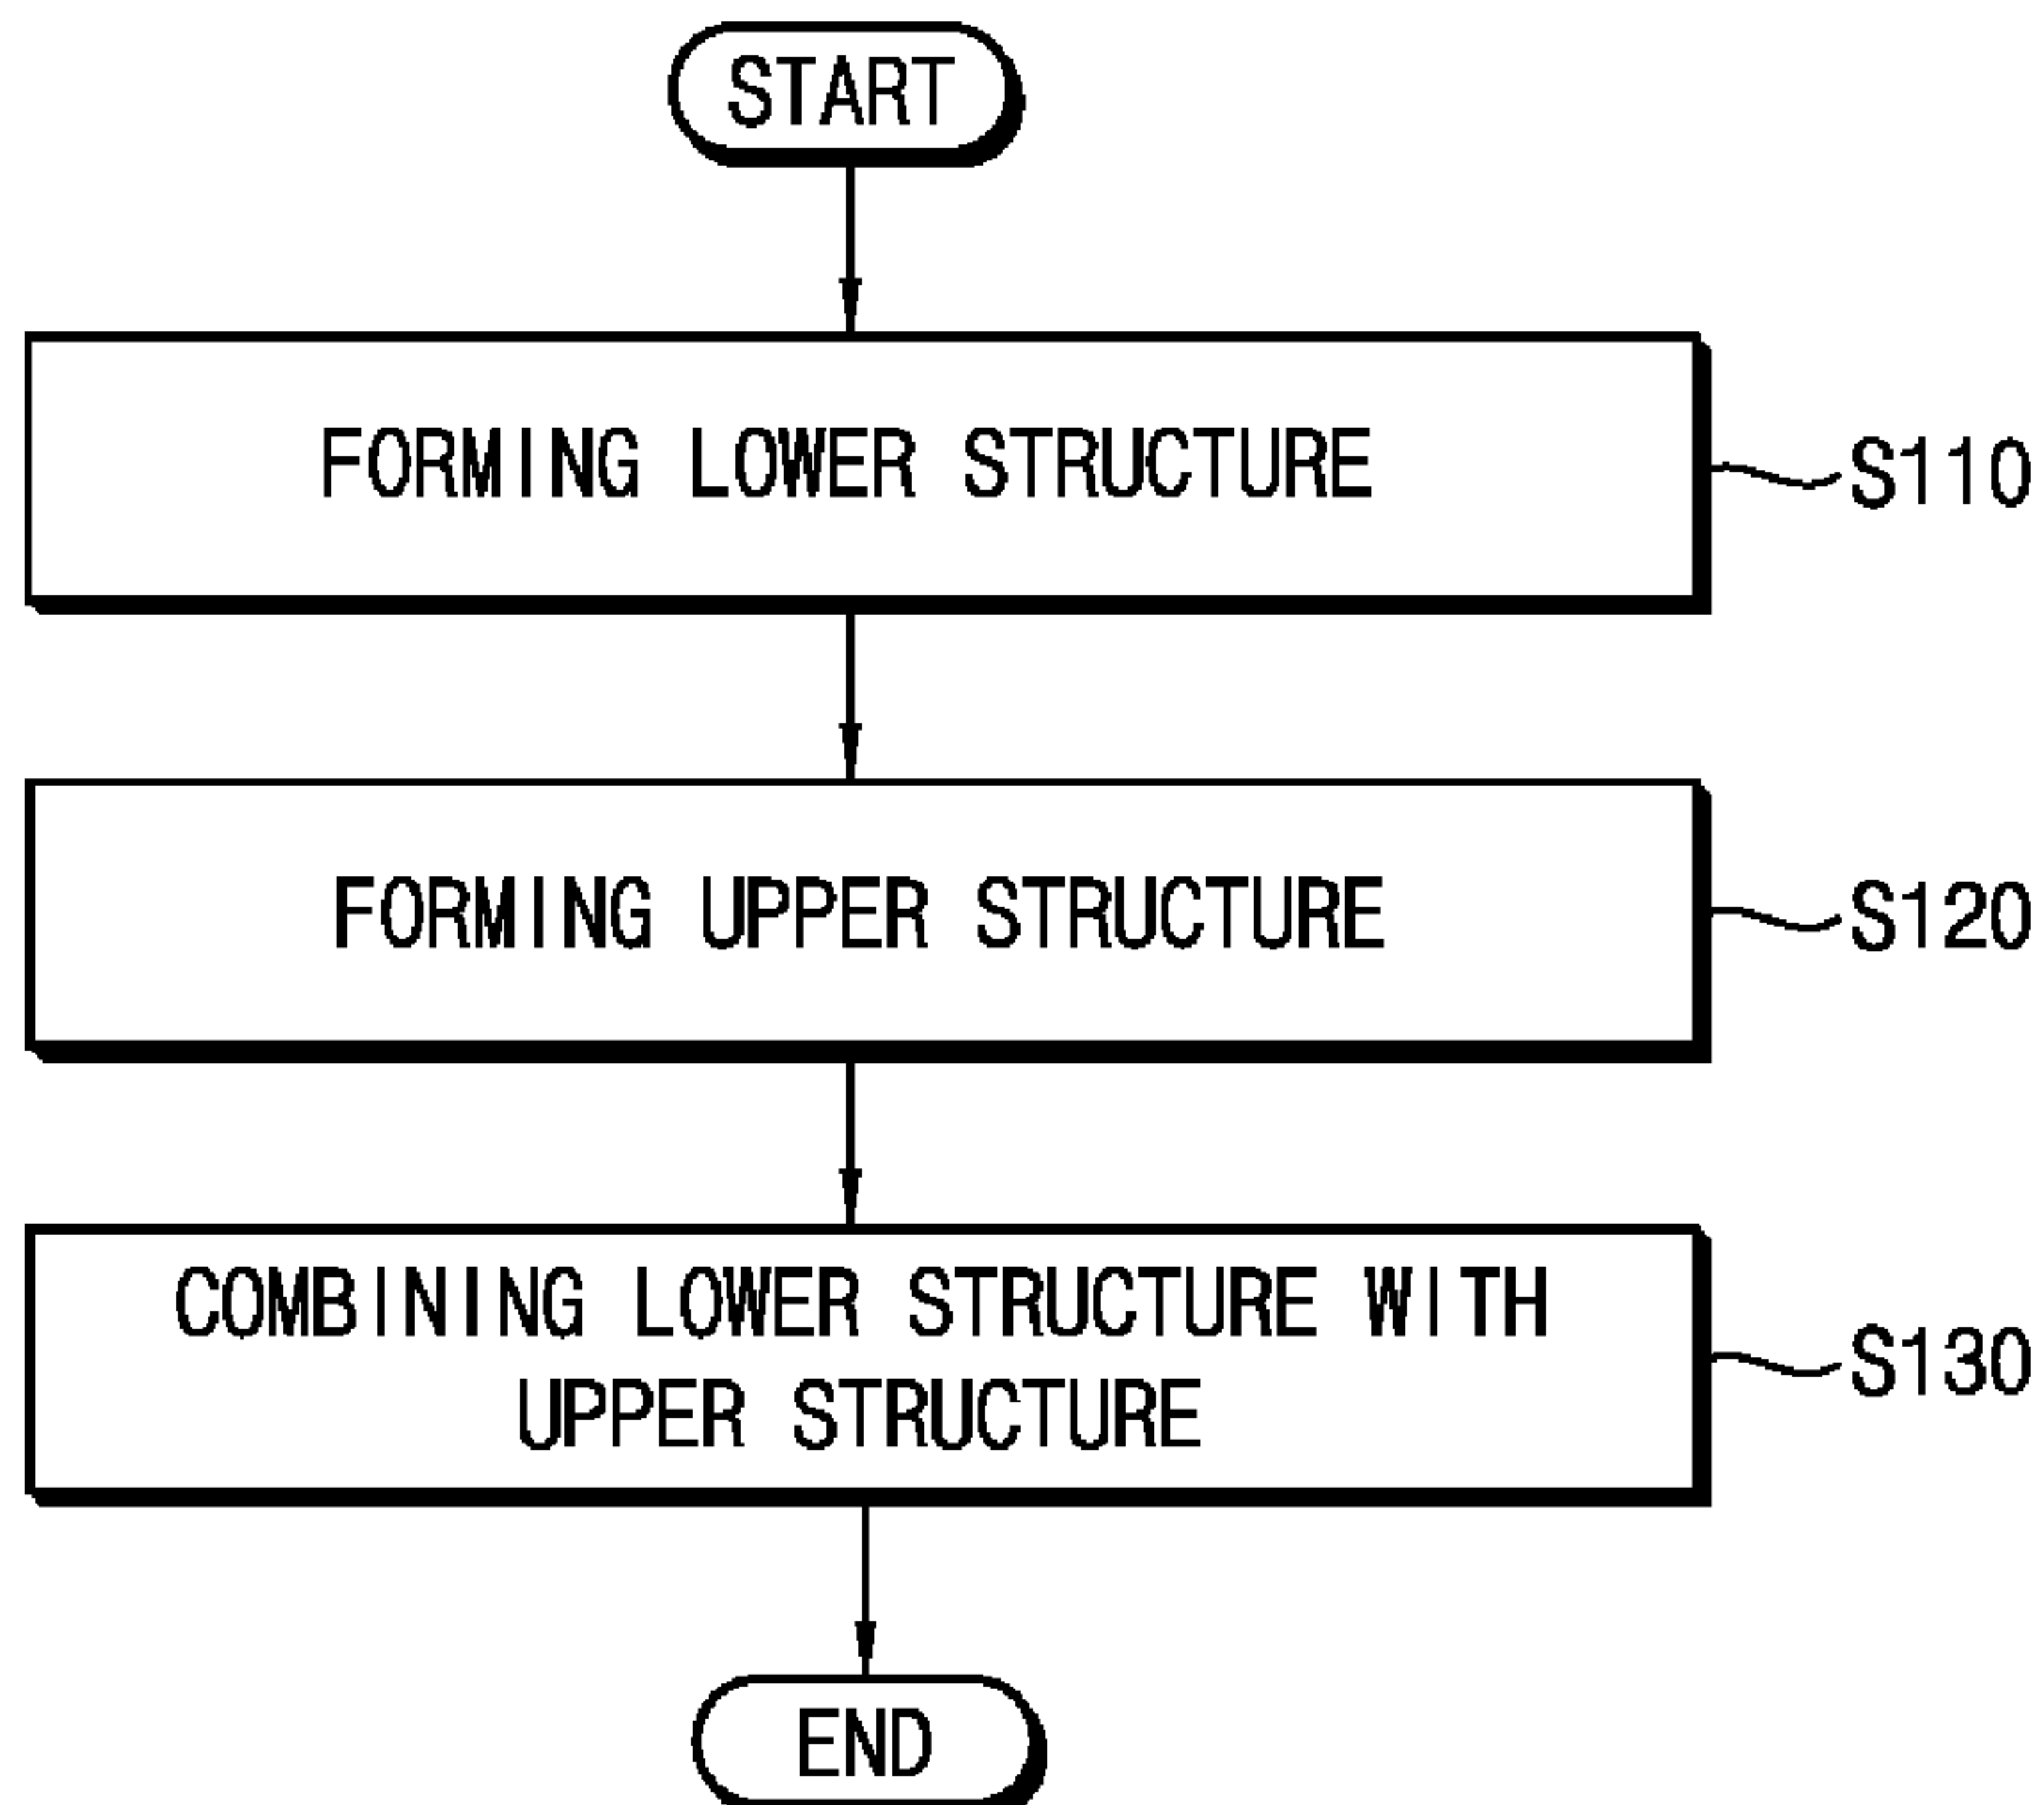 START
FORMING LOWER STRUCTURE
S110
FORMING UPPER STRUCTURE
S120
COMBINING LOWER STRUCTURE WITH
UPPER STRUCTURE
S130
END